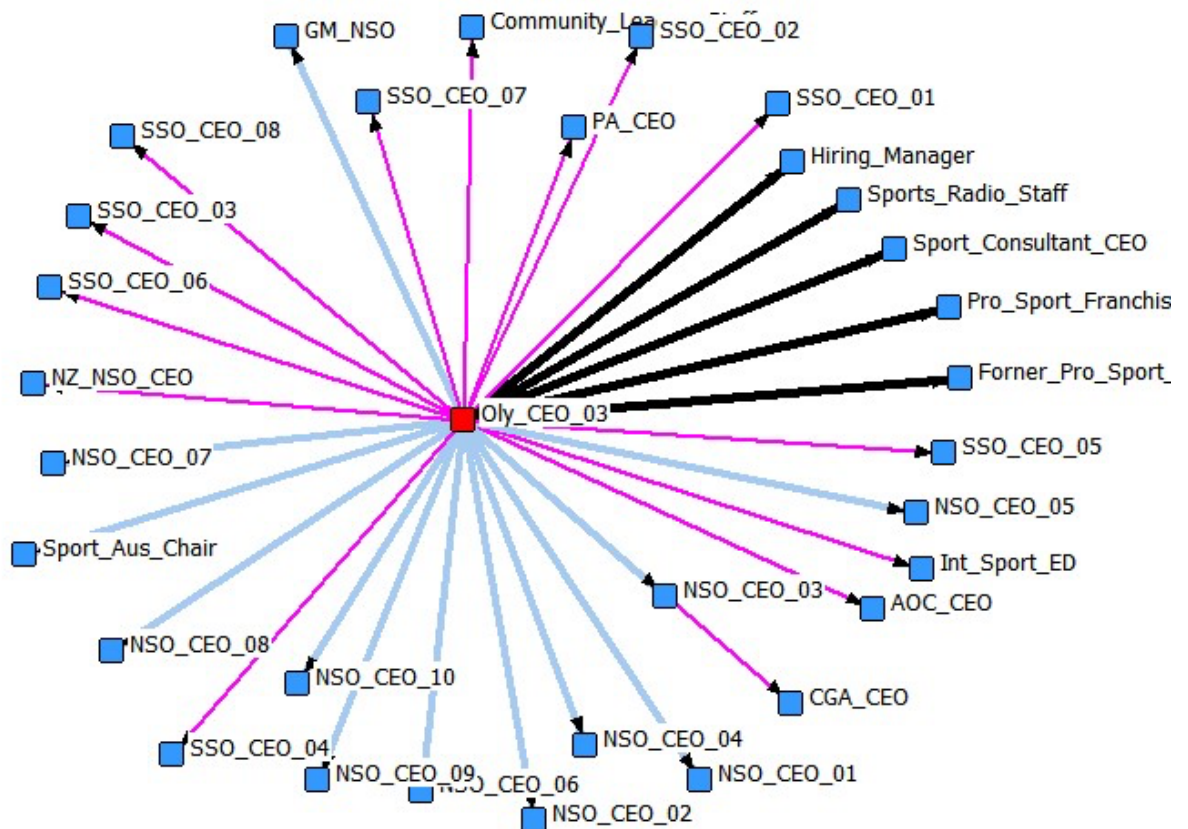 GM_NSO
Community_Lea
SSO_CEO_02
SSO_CEO_07
SSO_CEO_01
PA_CEO
SSO_CEO_08
Hiring_Manager
Sports_Radio_Staff
SSO_CEO_03
Sport_Consultant_CEO
SSO_CEO_06
Pro_Sport_Franchis
NZ_NSO_CEO
Forner_Pro_Sport_
Oly_CEO_03
SSO_CEO_05
NSO_CEO_07
NSO_CEO_05
Sport_Aus_Chair
Int_Sport_ED
NSO_CEO_03
AOC_CEO
NSO_CEO_08
NSO_CEO_10
CGA_CEO
SSO_CEO_04
NSO_CEO_04
NSO_CEO_09
NSO_CEO_06
NSO_CEO_01
NSO_CEO_02